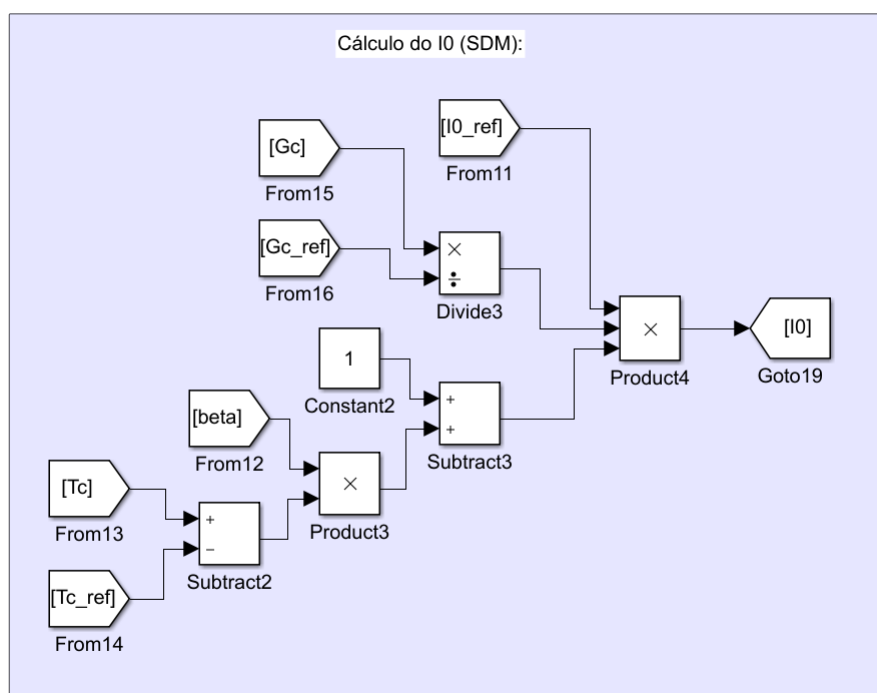 Cálculo do I0 (SDM):
[I0_ref]
From11
[Gc]
From15
[Gc_ref]
From16
×
÷
Divide3
1
Constant2
×
Product4
[I0]
Goto19
[beta]
From12
+
+
Subtract3
×
Product3
[Tc]
From13
+
−
Subtract2
[Tc_ref]
From14